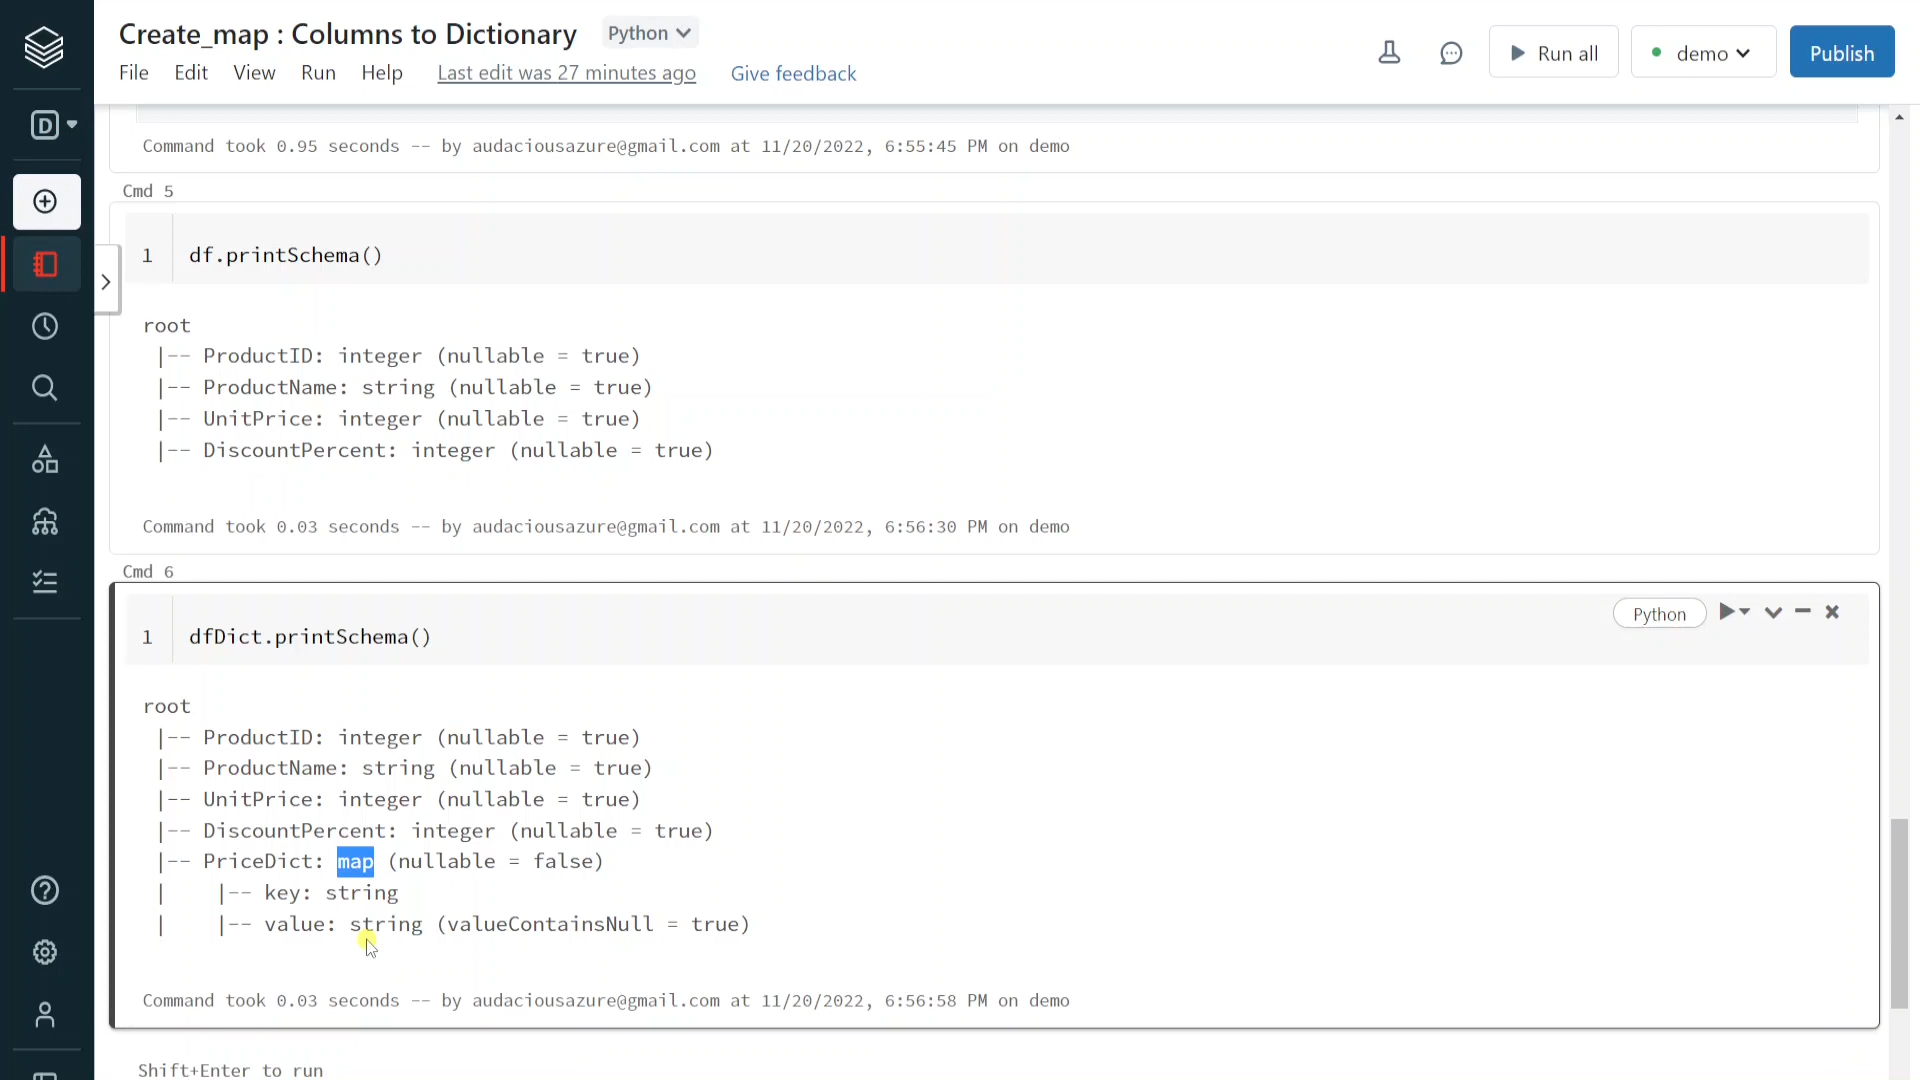 Create_map : Columns to Dictionary
Python
File Edit View Run Help Last edit was 27 minutes ago Give feedback
Run all
demo
Publish
D
Command took 0.95 seconds -- by audaciousazure@gmail.com at 11/20/2022, 6:55:45 PM on demo
Cmd 5
1 df.printSchema()
root
|-- ProductID: integer (nullable = true)
|-- ProductName: string (nullable = true)
|-- UnitPrice: integer (nullable = true)
|-- DiscountPercent: integer (nullable = true)
Command took 0.03 seconds -- by audaciousazure@gmail.com at 11/20/2022, 6:56:30 PM on demo
Cmd 6
Python
1 dfDict.printSchema()
root
|-- ProductID: integer (nullable = true)
|-- ProductName: string (nullable = true)
|-- UnitPrice: integer (nullable = true)
|-- DiscountPercent: integer (nullable = true)
|-- PriceDict: map (nullable = false)
|    |-- key: string
|    |-- value: string (valueContainsNull = true)
Command took 0.03 seconds -- by audaciousazure@gmail.com at 11/20/2022, 6:56:58 PM on demo
Shift+Enter to run